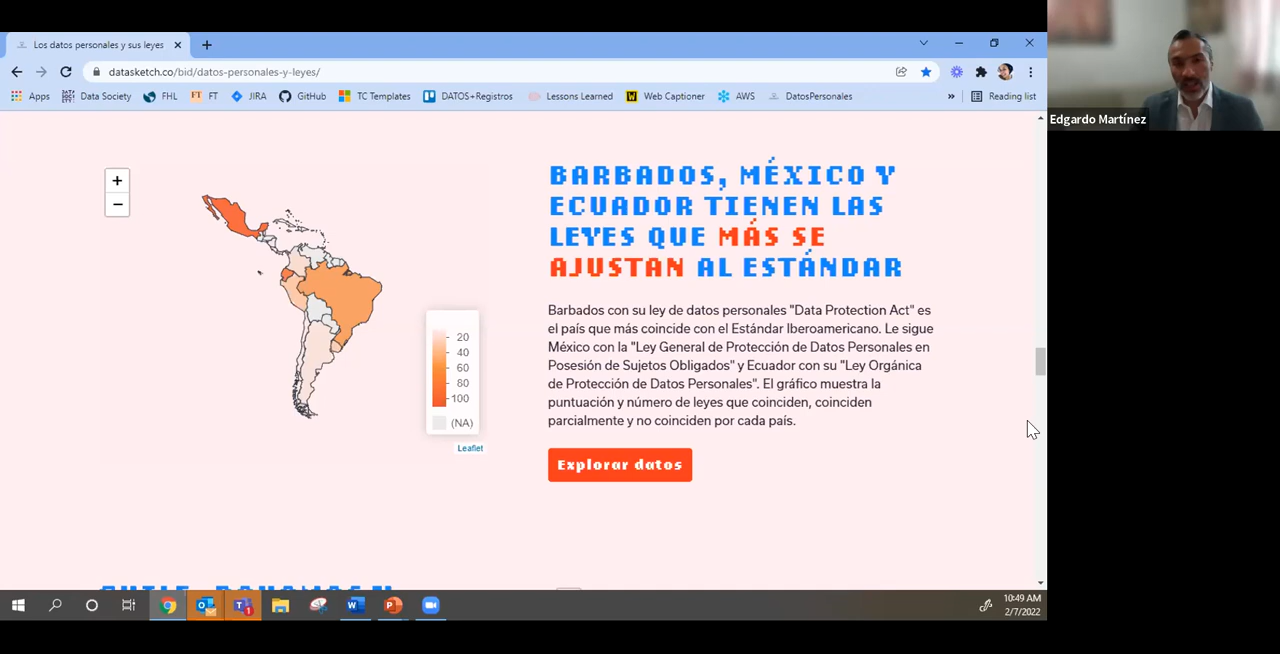 Los datos personales y sus leyes
datasketch.co/bid/datos-personales-y-leyes/
Apps Data Society FHL FT FT JIRA GitHub TC Templates DATOS+Registros Lessons Learned W Web Captioner AWS DatosPersonales » Reading list
Edgardo Martínez
+
−
20
40
60
80
100
(NA)
Leaflet
BARBADOS, MÉXICO Y
ECUADOR TIENEN LAS
LEYES QUE MÁS SE
AJUSTAN AL ESTÁNDAR
Barbados con su ley de datos personales "Data Protection Act" es
el país que más coincide con el Estándar Iberoamericano. Le sigue
México con la "Ley General de Protección de Datos Personales en
Posesión de Sujetos Obligados" y Ecuador con su "Ley Orgánica
de Protección de Datos Personales". El gráfico muestra la
puntuación y número de leyes que coinciden, coinciden
parcialmente y no coinciden por cada país.
Explorar datos
10:49 AM
2/7/2022